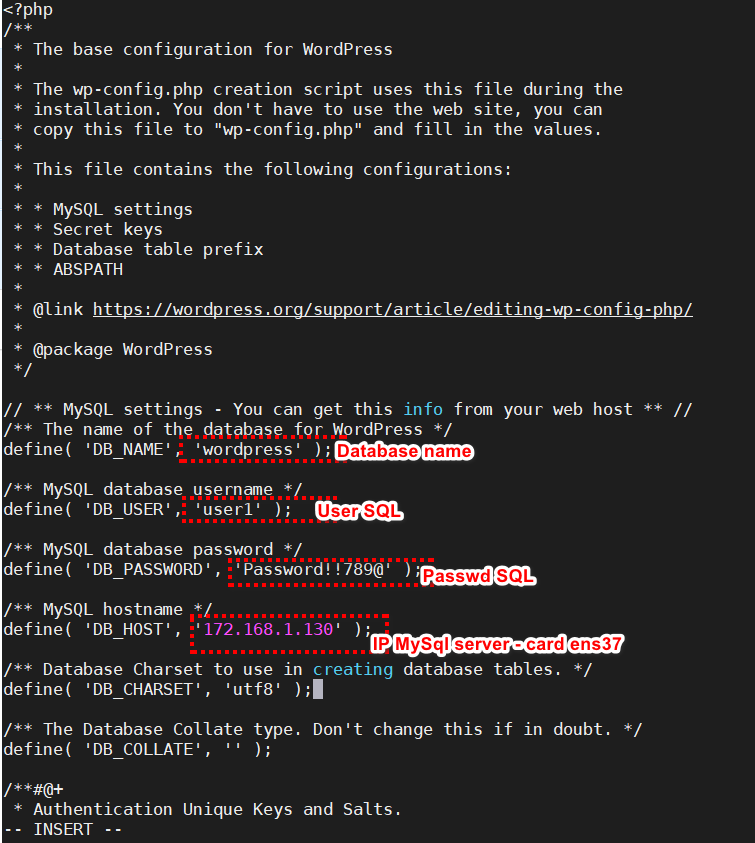 <?php
/**
 * The base configuration for WordPress
 *
 * The wp-config.php creation script uses this file during the
 * installation. You don't have to use the web site, you can
 * copy this file to "wp-config.php" and fill in the values.
 *
 * This file contains the following configurations:
 *
 * * MySQL settings
 * * Secret keys
 * * Database table prefix
 * * ABSPATH
 *
 * @link https://wordpress.org/support/article/editing-wp-config-php/
 *
 * @package WordPress
 */

// ** MySQL settings - You can get this info from your web host ** //
/** The name of the database for WordPress */
define( 'DB_NAME', 'wordpress' ); Database name

/** MySQL database username */
define( 'DB_USER', 'user1' ); User SQL

/** MySQL database password */
define( 'DB_PASSWORD', 'Password!!789@' ); Passwd SQL

/** MySQL hostname */
define( 'DB_HOST', '172.168.1.130' ); IP MySql server - card ens37

/** Database Charset to use in creating database tables. */
define( 'DB_CHARSET', 'utf8' );

/** The Database Collate type. Don't change this if in doubt. */
define( 'DB_COLLATE', '' );

/**#@+
 * Authentication Unique Keys and Salts.
-- INSERT --